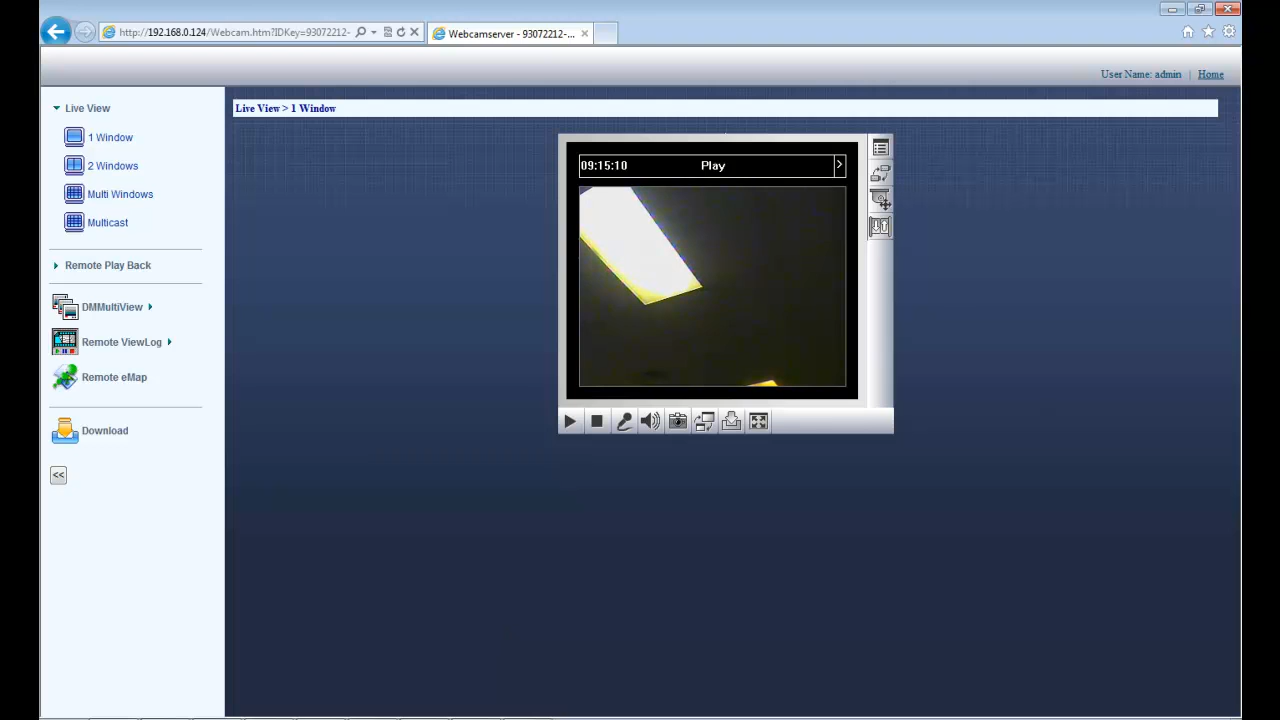 http://192.168.0.124/Webcam.htm?IDKey=93072212-
Webcamserver - 93072212-...
User Name: admin | Home
Live View
1 Window
2 Windows
Multi Windows
Multicast
Remote Play Back
DMMultiView
Remote ViewLog
Remote eMap
Download
<<
Live View > 1 Window
09:15:10 Play >